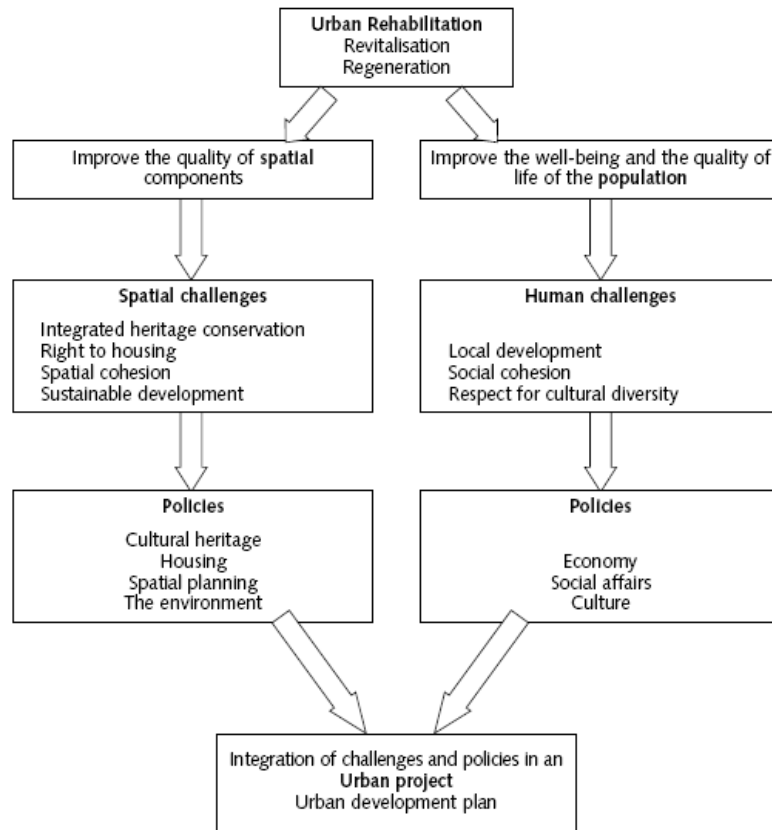 Urban Rehabilitation
Revitalisation
Regeneration
Improve the quality of spatial
components
Improve the well-being and the quality of
life of the population
Spatial challenges
Integrated heritage conservation
Right to housing
Spatial cohesion
Sustainable development
Human challenges
Local development
Social cohesion
Respect for cultural diversity
Policies
Cultural heritage
Housing
Spatial planning
The environment
Policies
Economy
Social affairs
Culture
Integration of challenges and policies in an
Urban project
Urban development plan